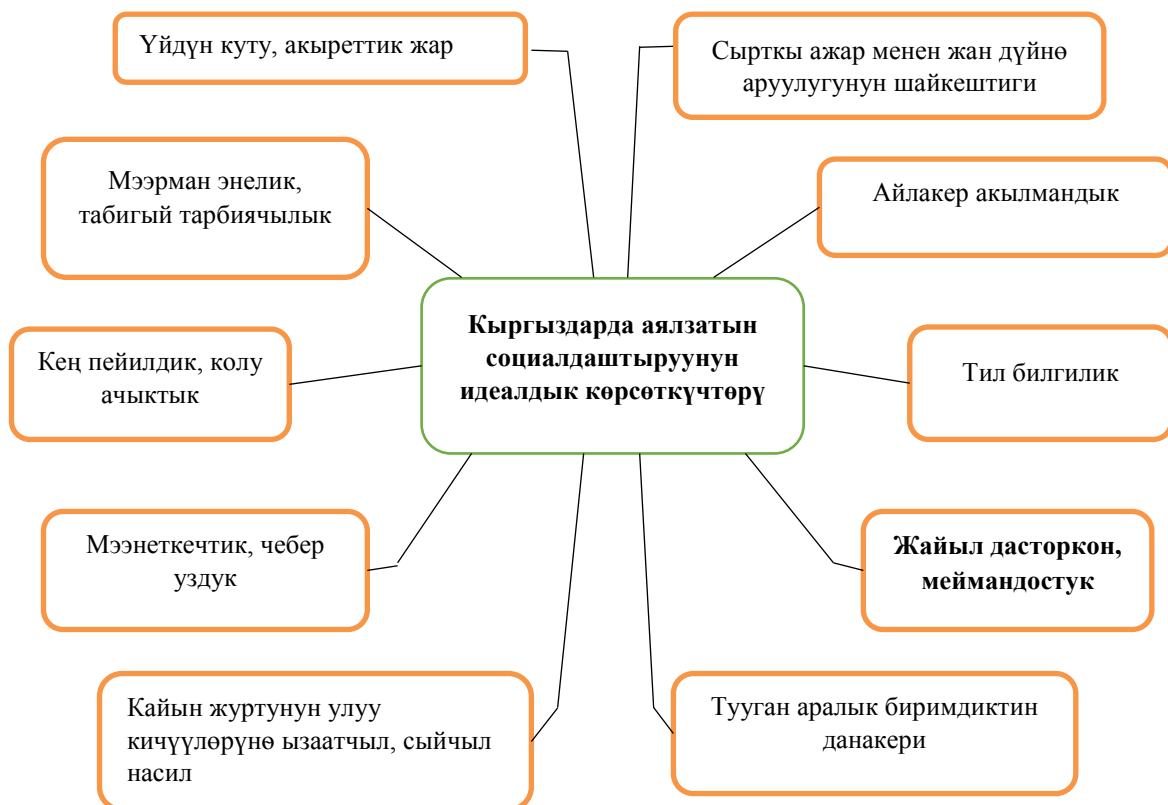 Үйдүн куту, акыреттик жар
Сырткы ажар менен жан дүйнө
аруулугунун шайкештиги
Мээрман энелик,
табигый тарбиячылык
Айлакер акылмандык
Кыргыздарда аялзатын
социалдаштыруунун
идеалдык көрсөткүчтөрү
Кең пейилдик, колу
ачыктык
Тил билгилик
Мээнеткечтик, чебер
уздук
Жайыл дасторкон,
меймандостук
Кайын журтунун улуу
кичүүлөрүнө ызаатчыл, сыйчыл
насил
Тууган аралык биримдиктин
данакери